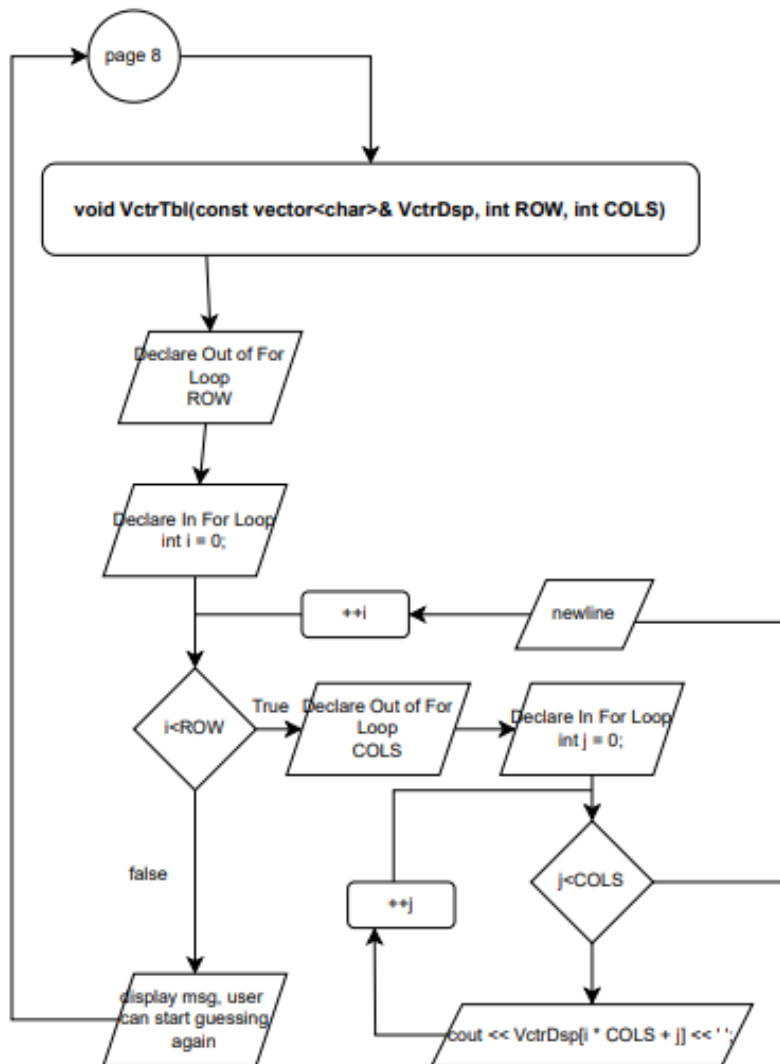 page 8
void VctrTbl(const vector<char>& VctrDsp, int ROW, int COLS)
Declare Out of For
Loop
ROW
Declare In For Loop
int i = 0;
++i
newline
i<ROW
True
Declare Out of For
Loop
COLS
Declare In For Loop
int j = 0;
false
++j
j<COLS
display msg, user
can start guessing
again
cout << VctrDsp[i * COLS + j] << ' ';